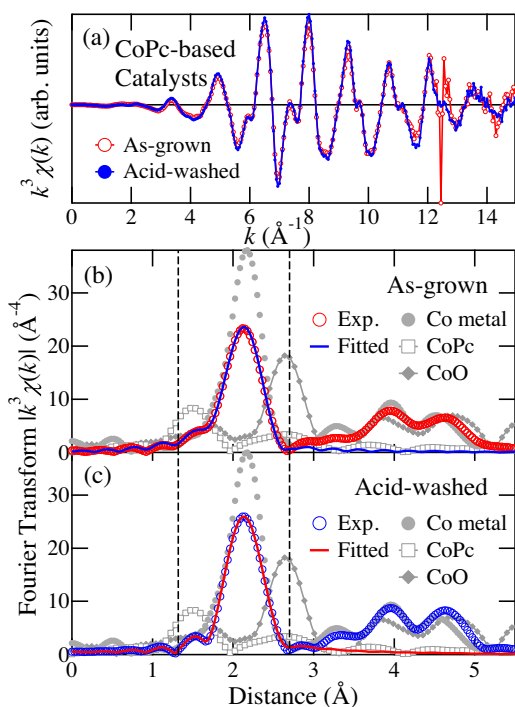 (a) CoPc-based
Catalysts
As-grown
Acid-washed
k³ χ(k) (arb. units)
0 2 4 6 8 10 12 14
k (Å⁻¹)
(b) As-grown
Exp. Co metal
Fitted CoPc
CoO
30
20
10
0
(c) Acid-washed
Exp. Co metal
Fitted CoPc
CoO
30
20
10
0
Fourier Transform |k³ χ(k)| (Å⁻⁴)
0 1 2 3 4 5
Distance (Å)